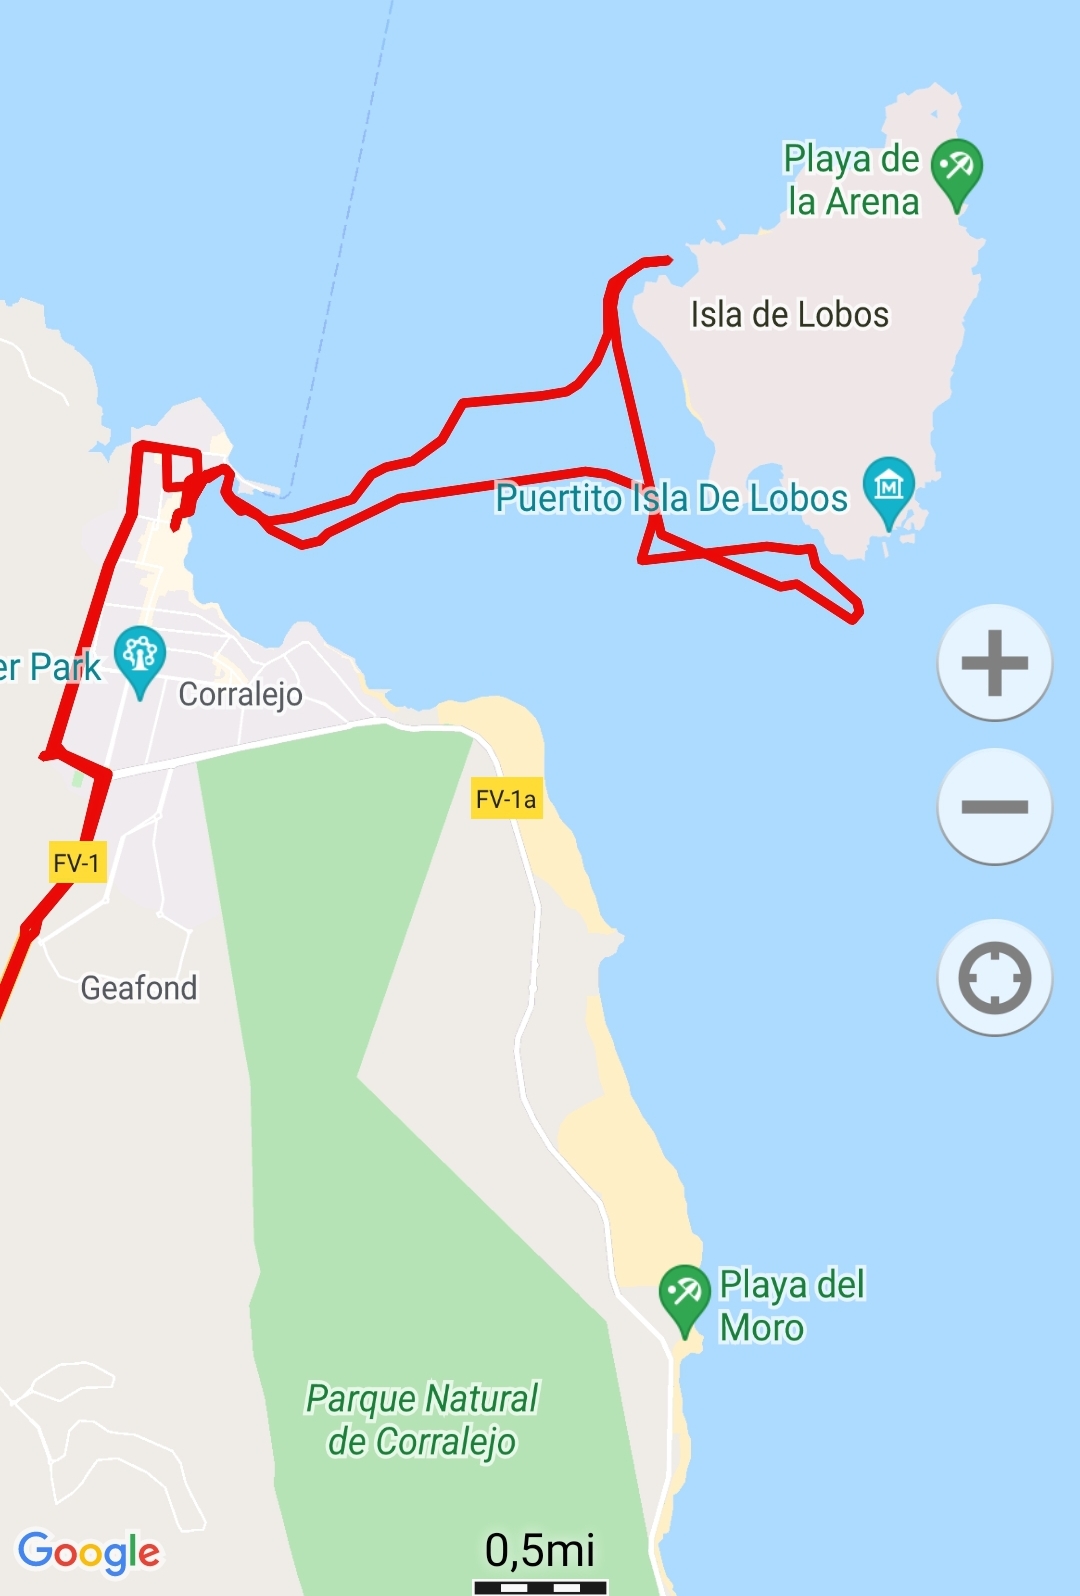 Playa de
la Arena
Isla de Lobos
Puertito Isla De Lobos
er Park
Corralejo
FV-1a
FV-1
Geafond
Playa del
Moro
Parque Natural
de Corralejo
Google
0,5mi